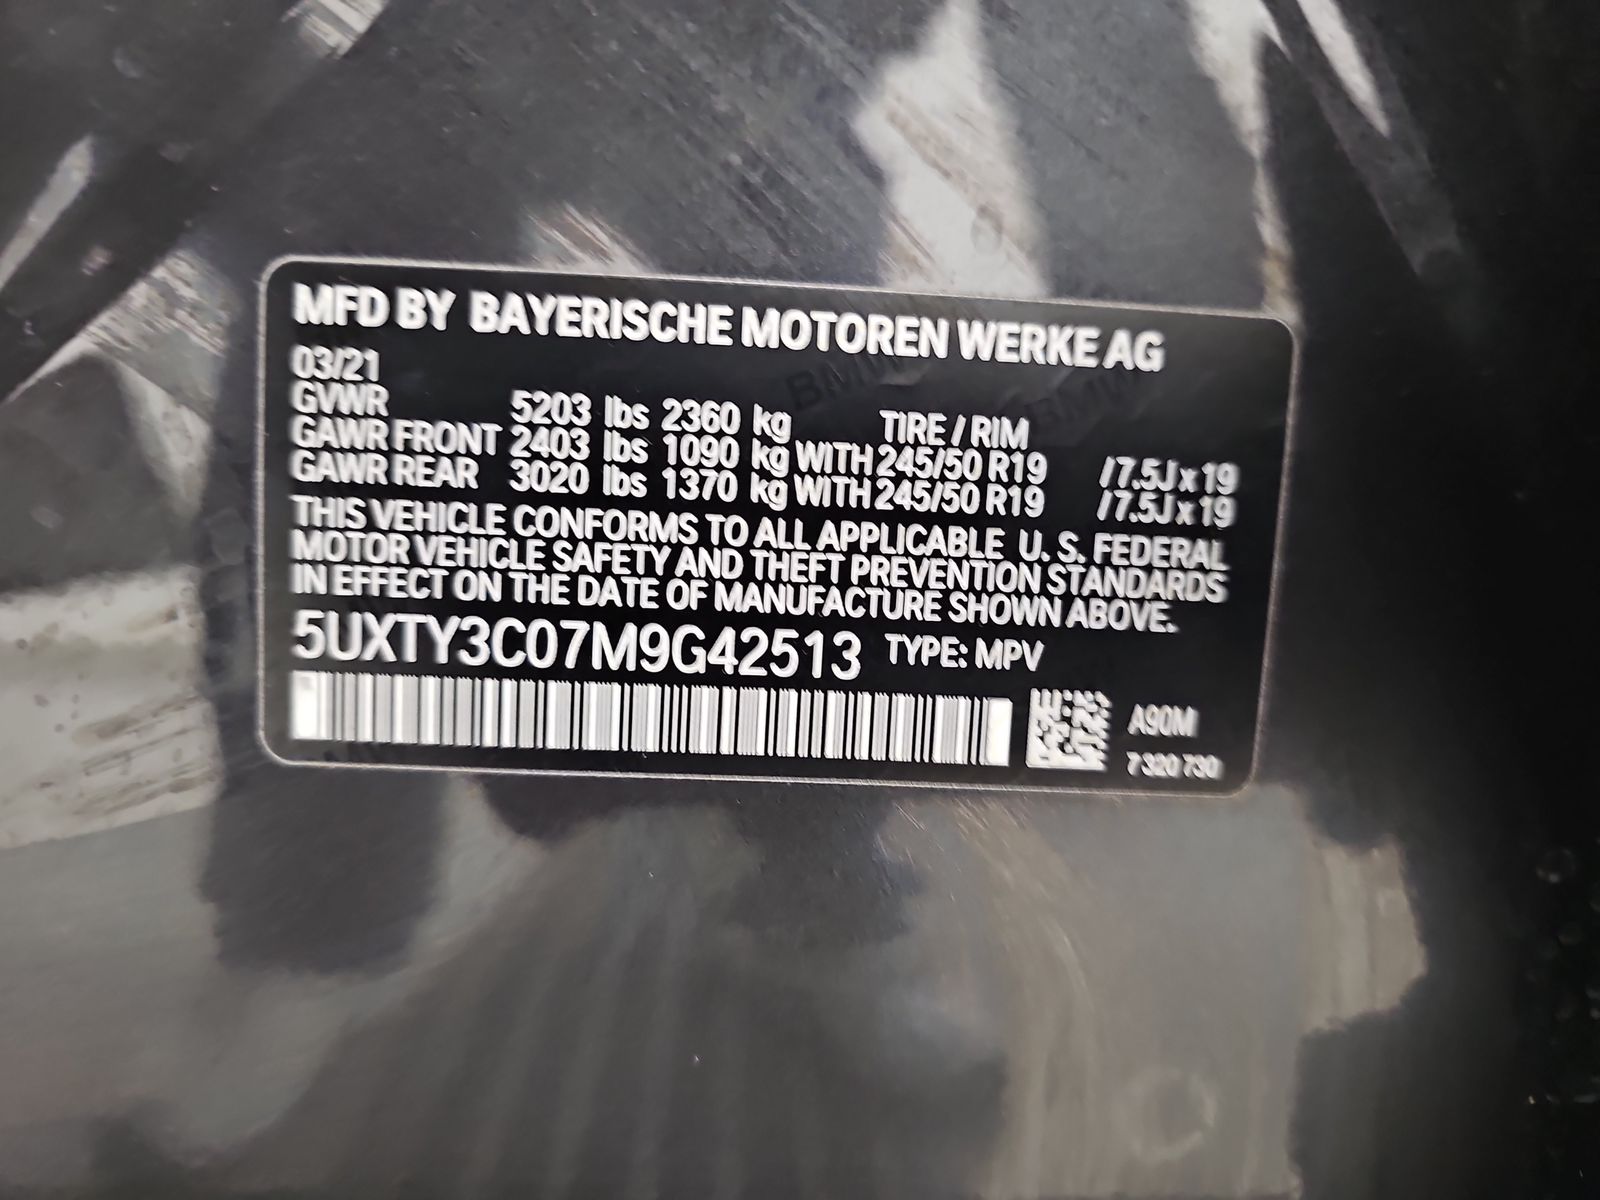 MFD BY BAYERISCHE MOTOREN WERKE AG
03/21
GVWR 5203 lbs 2360 kg TIRE / RIM
GAWR FRONT 2403 lbs 1090 kg WITH 245/50 R19 /7.5J x 19
GAWR REAR 3020 lbs 1370 kg WITH 245/50 R19 /7.5J x 19
THIS VEHICLE CONFORMS TO ALL APPLICABLE U. S. FEDERAL
MOTOR VEHICLE SAFETY AND THEFT PREVENTION STANDARDS
IN EFFECT ON THE DATE OF MANUFACTURE SHOWN ABOVE.
5UXTY3C07M9G42513 TYPE: MPV
A90M
7 320 730